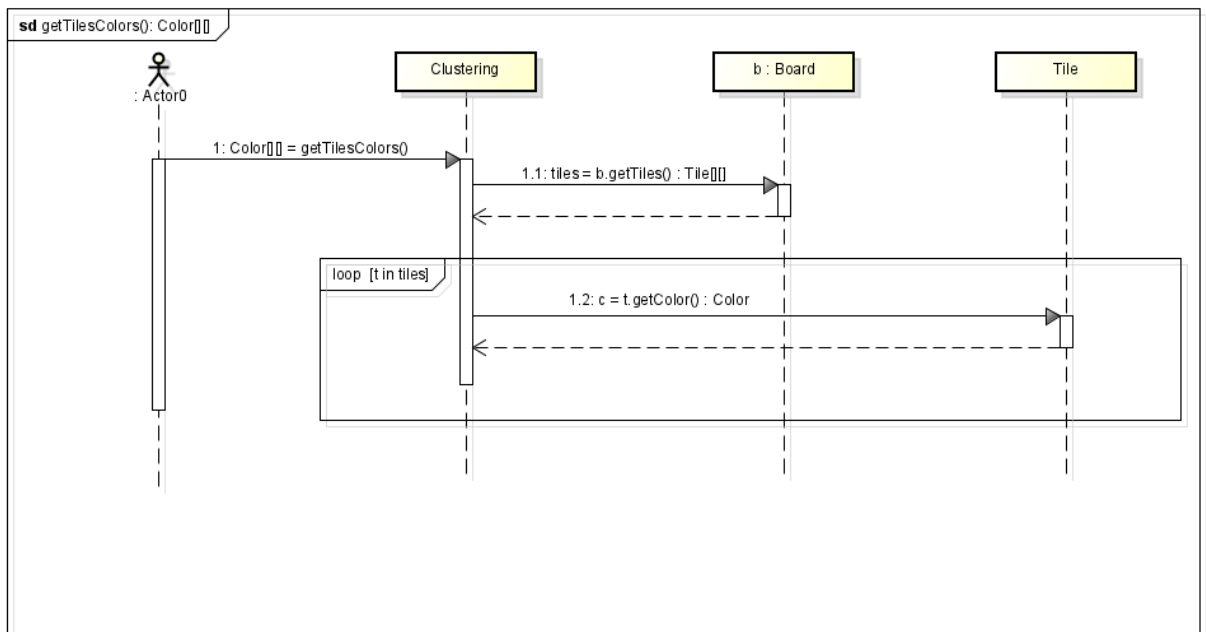 sd getTilesColors(): Color[][]
: Actor0
Clustering
b : Board
Tile
1: Color[][] = getTilesColors()
1.1: tiles = b.getTiles() : Tile[][]
loop [t in tiles]
1.2: c = t.getColor() : Color